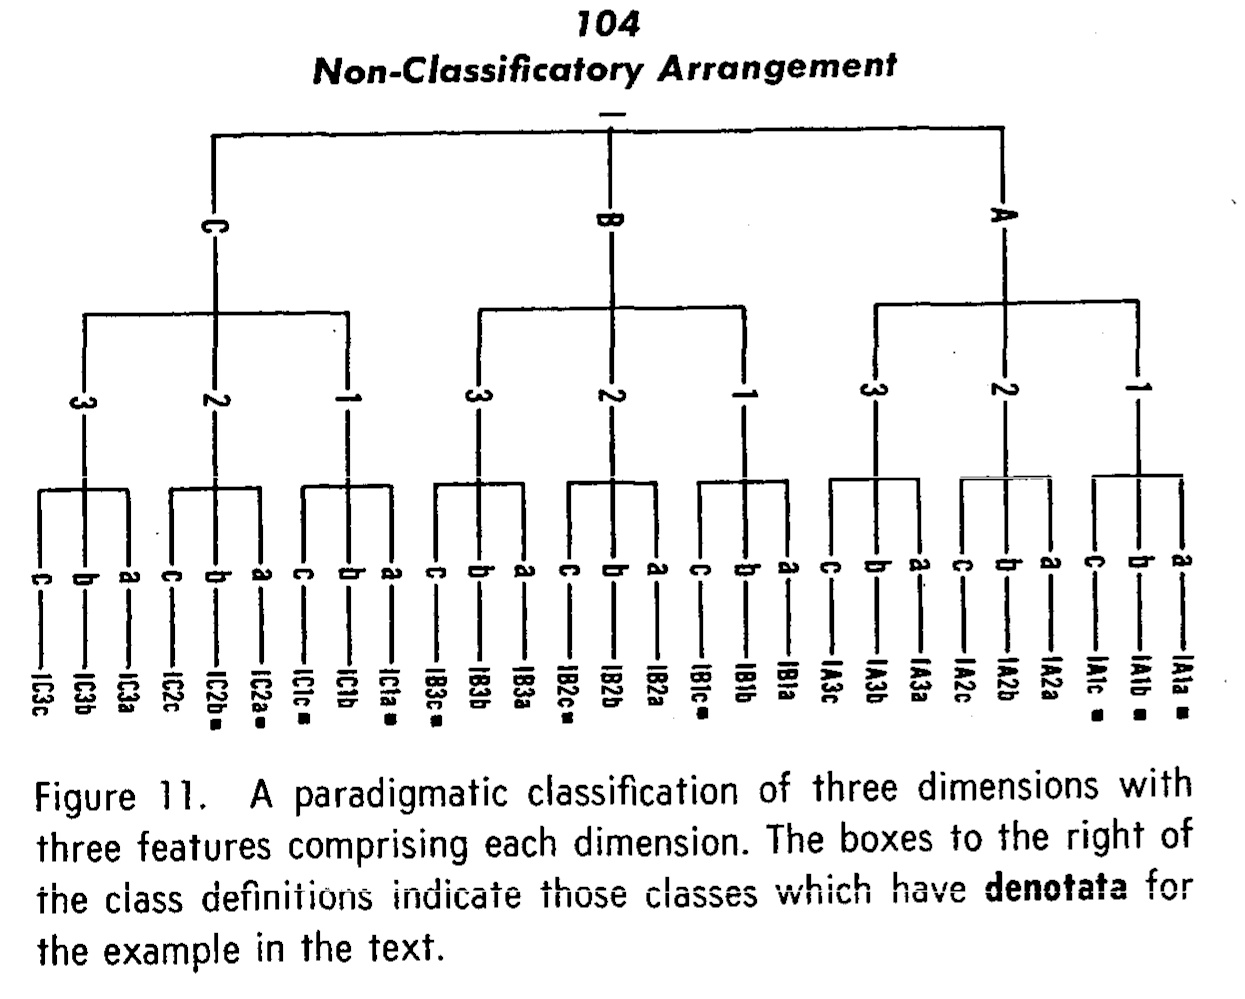 104
Non-Classificatory Arrangement
I
C B A
3 2 1 3 2 1 3 2 1
c b a c b a c b a c b a c b a c b a c b a c b a c b a
IC3c IC3b IC3a IC2c IC2b■ IC2a■ IC1c■ IC1b IC1a■ IB3c■ IB3b IB3a IB2c■ IB2b IB2a IB1c■ IB1b IB1a IA3c IA3b IA3a IA2c IA2b IA2a IA1c■ IA1b■ IA1a■
Figure 11. A paradigmatic classification of three dimensions with
three features comprising each dimension. The boxes to the right of
the class definitions indicate those classes which have denotata for
the example in the text.